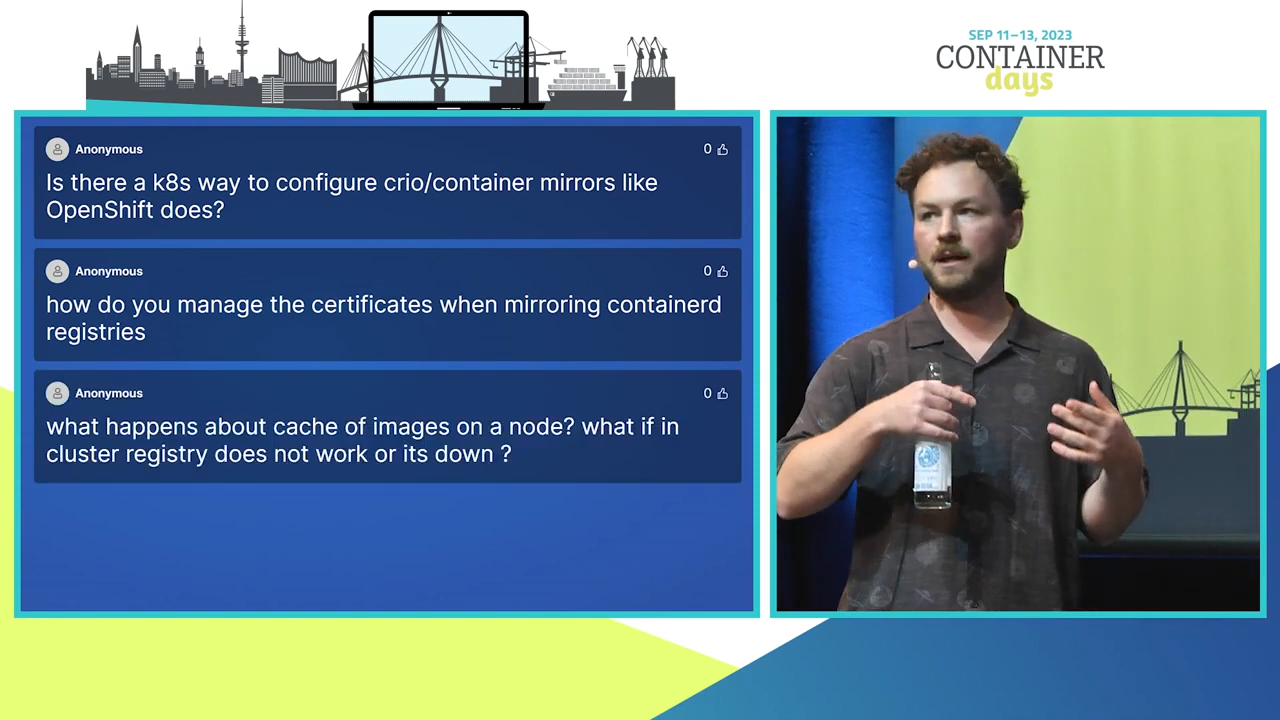 SEP 11–13, 2023
CONTAINER
days
Anonymous
0
Is there a k8s way to configure crio/container mirrors like
OpenShift does?
Anonymous
0
how do you manage the certificates when mirroring containerd
registries
Anonymous
0
what happens about cache of images on a node? what if in
cluster registry does not work or its down ?